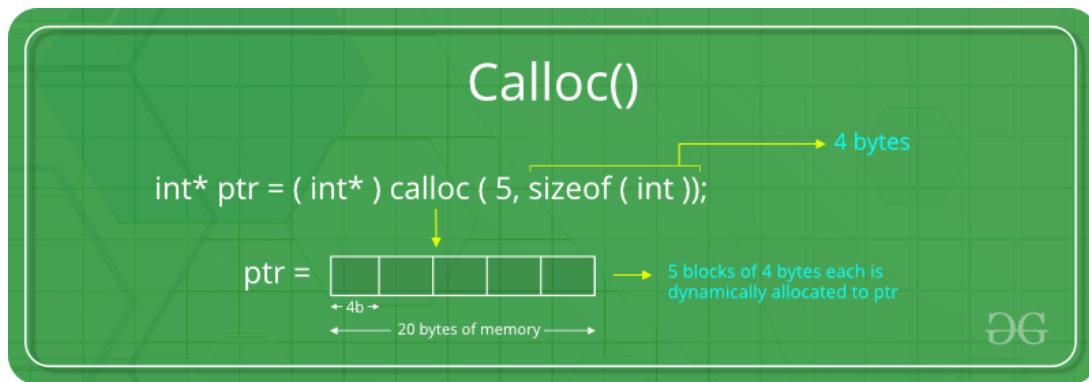 Calloc()
4 bytes
int* ptr = ( int* ) calloc ( 5, sizeof ( int ));
ptr =
5 blocks of 4 bytes each is
dynamically allocated to ptr
4b
20 bytes of memory